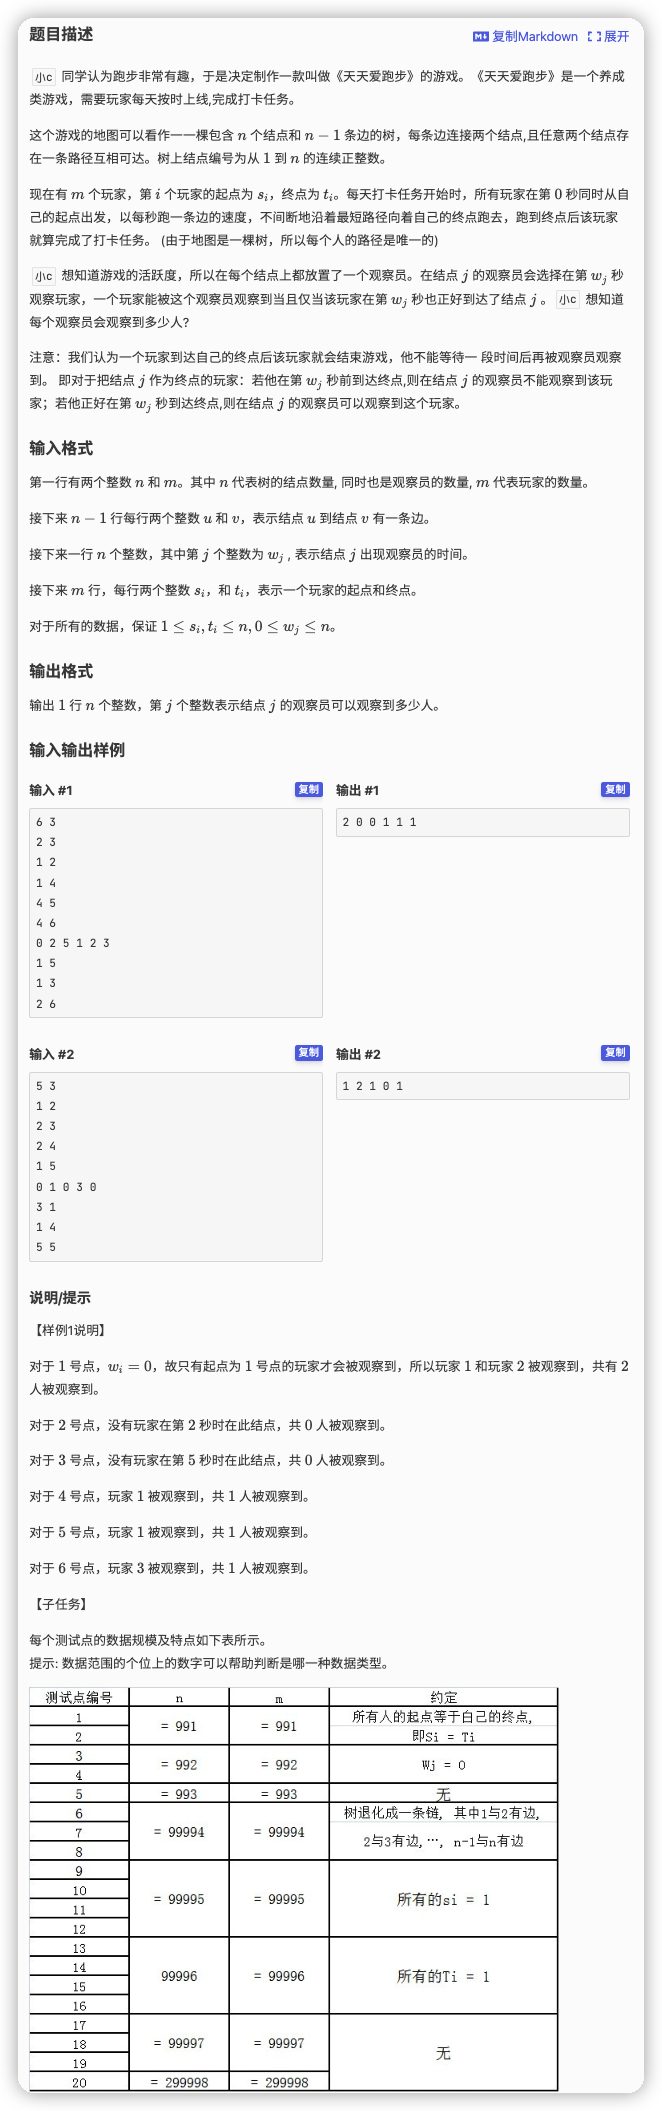 题目描述
复制Markdown 展开
小c 同学认为跑步非常有趣，于是决定制作一款叫做《天天爱跑步》的游戏。《天天爱跑步》是一个养成
类游戏，需要玩家每天按时上线,完成打卡任务。
这个游戏的地图可以看作一一棵包含 n 个结点和 n − 1 条边的树，每条边连接两个结点,且任意两个结点存
在一条路径互相可达。树上结点编号为从 1 到 n 的连续正整数。
现在有 m 个玩家，第 i 个玩家的起点为 sᵢ，终点为 tᵢ。每天打卡任务开始时，所有玩家在第 0 秒同时从自
己的起点出发，以每秒跑一条边的速度，不间断地沿着最短路径向着自己的终点跑去，跑到终点后该玩家
就算完成了打卡任务。 (由于地图是一棵树，所以每个人的路径是唯一的)
小c 想知道游戏的活跃度，所以在每个结点上都放置了一个观察员。在结点 j 的观察员会选择在第 wⱼ 秒
观察玩家，一个玩家能被这个观察员观察到当且仅当该玩家在第 wⱼ 秒也正好到达了结点 j 。 小c 想知道
每个观察员会观察到多少人?
注意：我们认为一个玩家到达自己的终点后该玩家就会结束游戏，他不能等待一 段时间后再被观察员观察
到。 即对于把结点 j 作为终点的玩家：若他在第 wⱼ 秒前到达终点,则在结点 j 的观察员不能观察到该玩
家；若他正好在第 wⱼ 秒到达终点,则在结点 j 的观察员可以观察到这个玩家。
输入格式
第一行有两个整数 n 和 m。其中 n 代表树的结点数量, 同时也是观察员的数量, m 代表玩家的数量。
接下来 n − 1 行每行两个整数 u 和 v，表示结点 u 到结点 v 有一条边。
接下来一行 n 个整数，其中第 j 个整数为 wⱼ , 表示结点 j 出现观察员的时间。
接下来 m 行，每行两个整数 sᵢ，和 tᵢ，表示一个玩家的起点和终点。
对于所有的数据，保证 1 ≤ sᵢ, tᵢ ≤ n, 0 ≤ wⱼ ≤ n。
输出格式
输出 1 行 n 个整数，第 j 个整数表示结点 j 的观察员可以观察到多少人。
输入输出样例
输入 #1 复制 输出 #1 复制
6 3 2 0 0 1 1 1
2 3
1 2
1 4
4 5
4 6
0 2 5 1 2 3
1 5
1 3
2 6
输入 #2 复制 输出 #2 复制
5 3 1 2 1 0 1
1 2
2 3
2 4
1 5
0 1 0 3 0
3 1
1 4
5 5
说明/提示
【样例1说明】
对于 1 号点，wᵢ = 0，故只有起点为 1 号点的玩家才会被观察到，所以玩家 1 和玩家 2 被观察到，共有 2
人被观察到。
对于 2 号点，没有玩家在第 2 秒时在此结点，共 0 人被观察到。
对于 3 号点，没有玩家在第 5 秒时在此结点，共 0 人被观察到。
对于 4 号点，玩家 1 被观察到，共 1 人被观察到。
对于 5 号点，玩家 1 被观察到，共 1 人被观察到。
对于 6 号点，玩家 3 被观察到，共 1 人被观察到。
【子任务】
每个测试点的数据规模及特点如下表所示。
提示: 数据范围的个位上的数字可以帮助判断是哪一种数据类型。
测试点编号 n m 约定
1 = 991 = 991 所有人的起点等于自己的终点,
2 即Si = Ti
3 = 992 = 992 Wj = 0
4
5 = 993 = 993 无
6 = 99994 = 99994 树退化成一条链, 其中1与2有边,
7 2与3有边,…, n-1与n有边
8
9 = 99995 = 99995 所有的si = 1
10
11
12
13 99996 = 99996 所有的Ti = 1
14
15
16
17 = 99997 = 99997 无
18
19
20 = 299998 = 299998